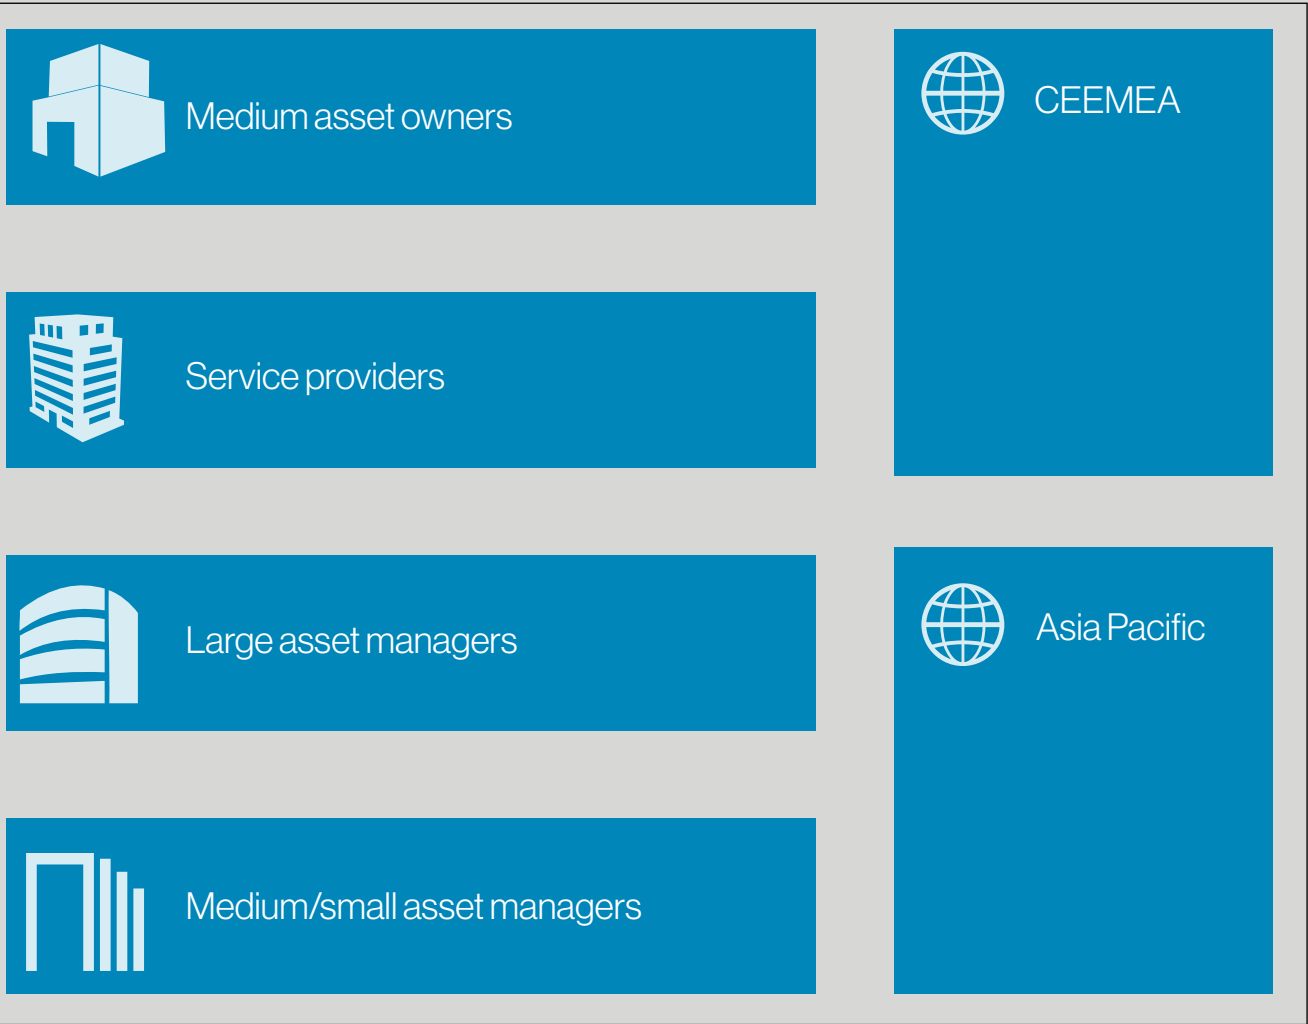 Medium asset owners
Service providers
Large asset managers
Medium/small asset managers
CEEMEA
Asia Pacific